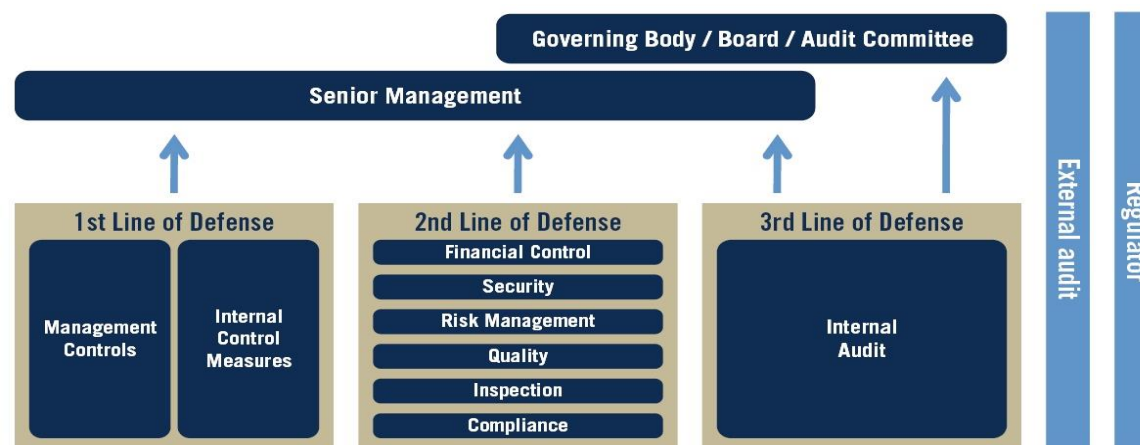 Governing Body / Board / Audit Committee
Senior Management
1st Line of Defense
Management
Controls
Internal
Control
Measures
2nd Line of Defense
Financial Control
Security
Risk Management
Quality
Inspection
Compliance
3rd Line of Defense
Internal
Audit
External audit
Regulator